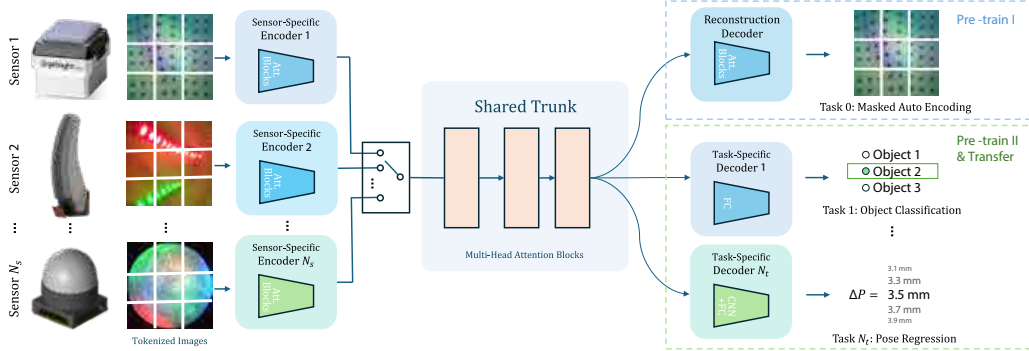 Sensor 1
Sensor 2
...
Sensor Nₛ
...
...
Tokenized Images
Sensor-Specific
Encoder 1
Att.
Blocks
Sensor-Specific
Encoder 2
Att.
Blocks
...
Sensor-Specific
Encoder Nₛ
Att.
Blocks
...
Shared Trunk
Multi-Head Attention Blocks
Reconstruction
Decoder
Att.
Blocks
Pre -train I
Task 0: Masked Auto Encoding
Task-Specific
Decoder 1
FC
Pre -train II
& Transfer
Object 1
Object 2
Object 3
Task 1: Object Classification
...
Task-Specific
Decoder Nₜ
CNN
+FC
3.1 mm
3.3 mm
ΔP = 3.5 mm
3.7 mm
3.9 mm
Task Nₜ: Pose Regression